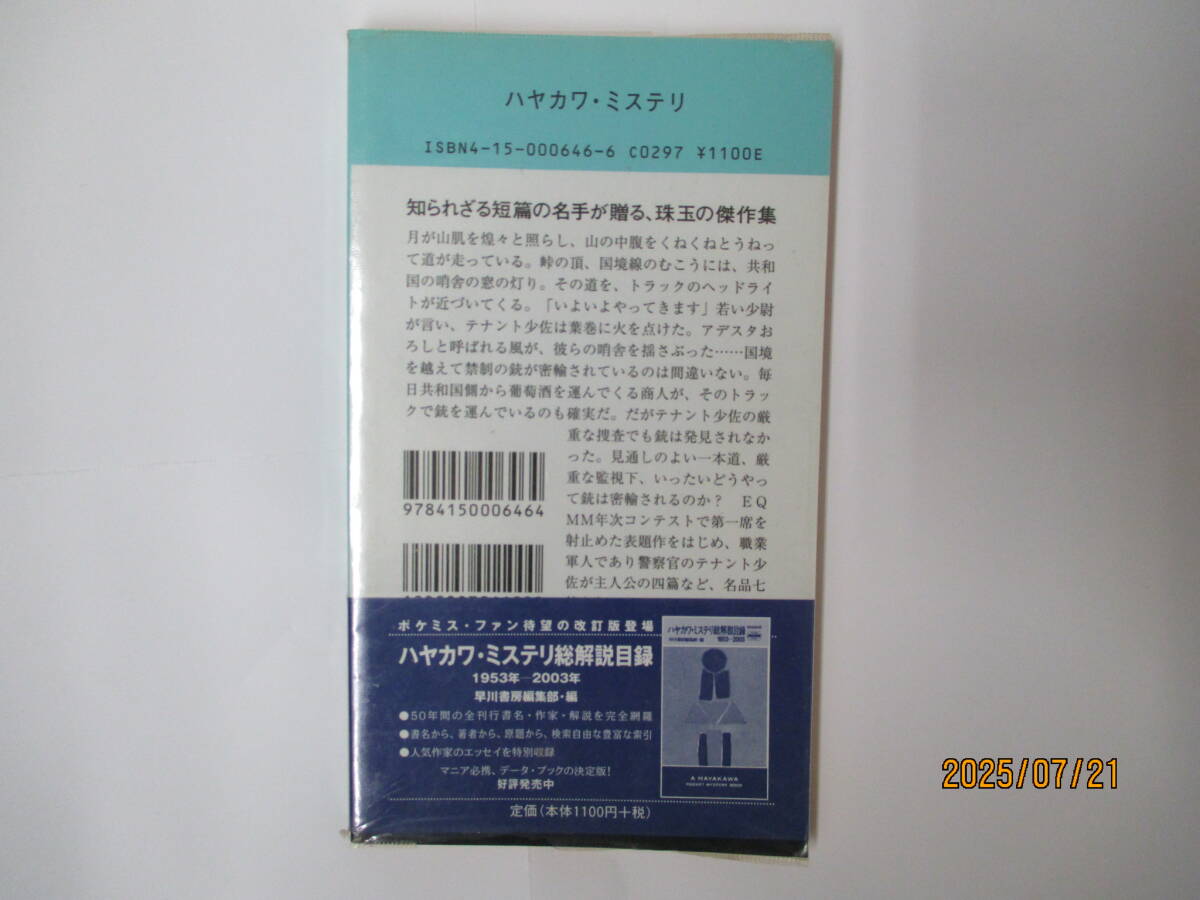 ハヤカワ・ミステリ
ISBN4-15-000646-6 C0297 ¥1100E
知られざる短篇の名手が贈る、珠玉の傑作集
月が山肌を煌々と照らし、山の中腹をくねくねとうねっ
て道が走っている。峠の頂、国境線のむこうには、共和
国の哨舎の窓の灯り。その道を、トラックのヘッドライ
トが近づいてくる。「いよいよやってきます」若い少尉
が言い、テナント少佐は葉巻に火を点けた。アデスタお
ろしと呼ばれる風が、彼らの哨舎を揺さぶった……国境
を越えて禁制の銃が密輸されているのは間違いない。毎
日共和国側から葡萄酒を運んでくる商人が、そのトラッ
クで銃を運んでいるのも確実だ。だがテナント少佐の厳
重な捜査でも銃は発見されなか
った。見通しのよい一本道、厳
重な監視下、いったいどうやっ
て銃は密輸されるのか? EQ
MM年次コンテストで第一席を
射止めた表題作をはじめ、職業
軍人であり警察官のテナント少
佐が主人公の四篇など、名品七
9784150006464
ポケミス・ファン待望の改訂版登場
ハヤカワ・ミステリ総解説目録
1953年―2003年
早川書房編集部・編
●50年間の全刊行書名・作家・解説を完全網羅
●書名から、著者から、原題から、検索自由な豊富な索引
●人気作家のエッセイを特別収録
マニア必携、データ・ブックの決定版!
好評発売中
定価(本体1100円+税)
ハヤカワ・ミステリ総解説目録
1953―2003
A HAYAKAWA
POCKET MYSTERY BOOK
2025/07/21